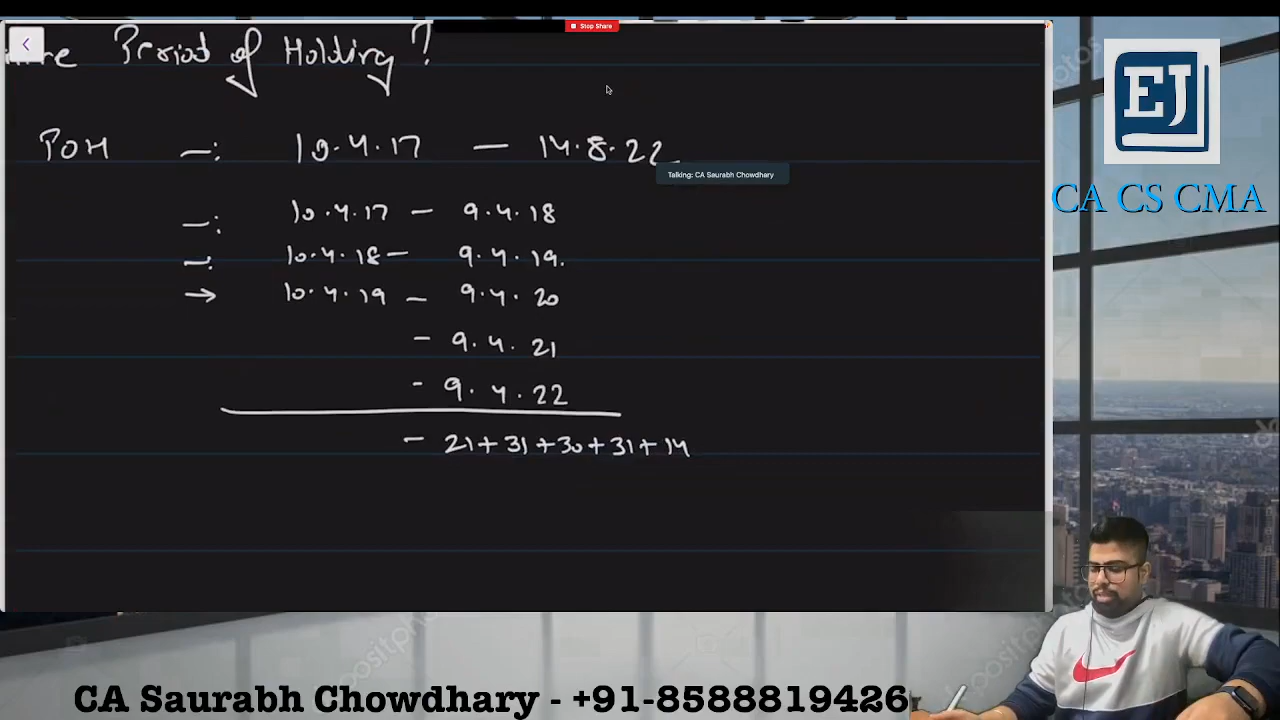 Stop Share
Period of Holding?
EJ
POH —: 10.4.17 — 14.8.22
Talking: CA Saurabh Chowdhary
CA CS CMA
—: 10.4.17 — 9.4.18
—: 10.4.18 — 9.4.19.
→ 10.4.19 — 9.4.20
- 9.4.21
- 9.4.22
- 21+31+30+31+14
CA Saurabh Chowdhary - +91-8588819426